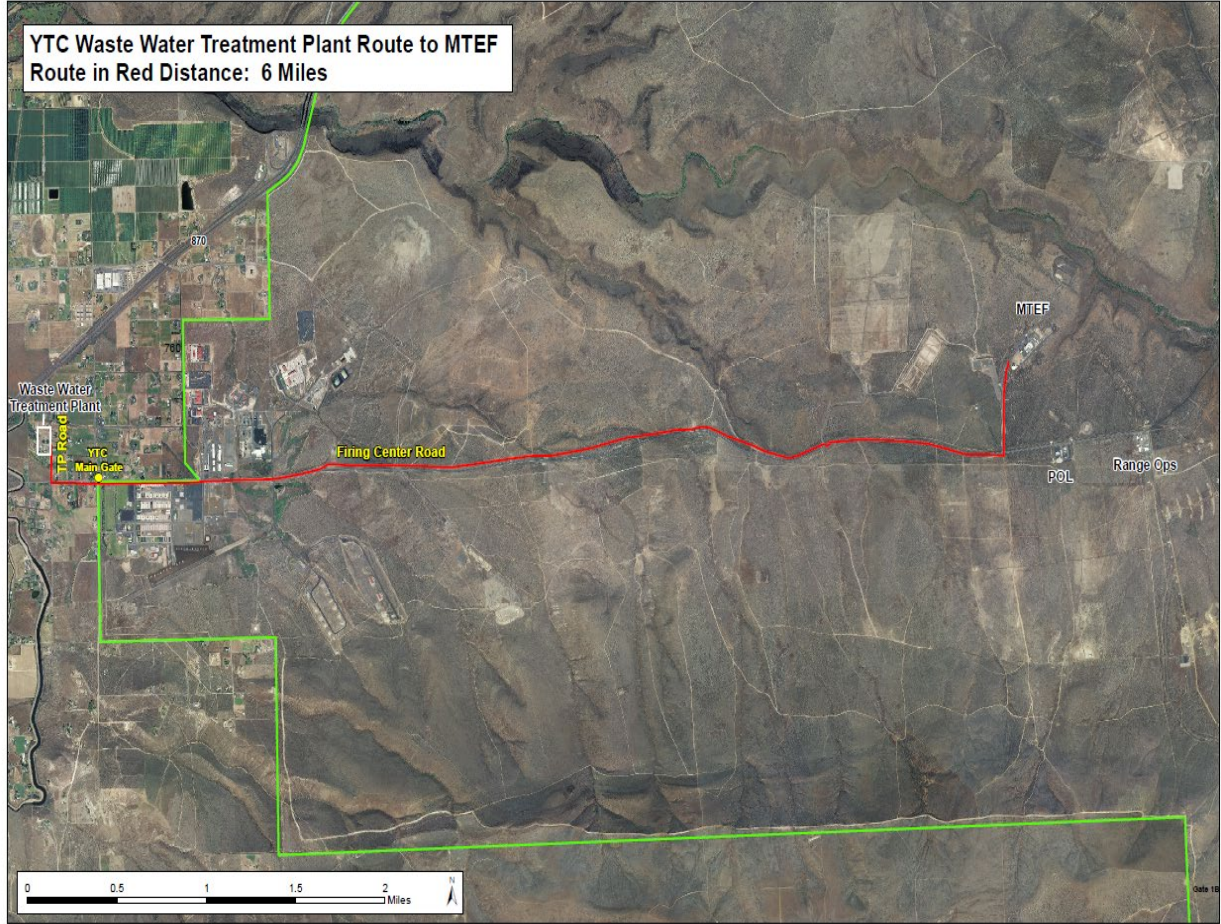 YTC Waste Water Treatment Plant Route to MTEF
Route in Red Distance: 6 Miles
870
MTEF
760
Waste Water
Treatment Plant
TP Road
YTC
Main Gate
Firing Center Road
POL
Range Ops
0 0.5 1 1.5 2
Miles
N
Gate 1B